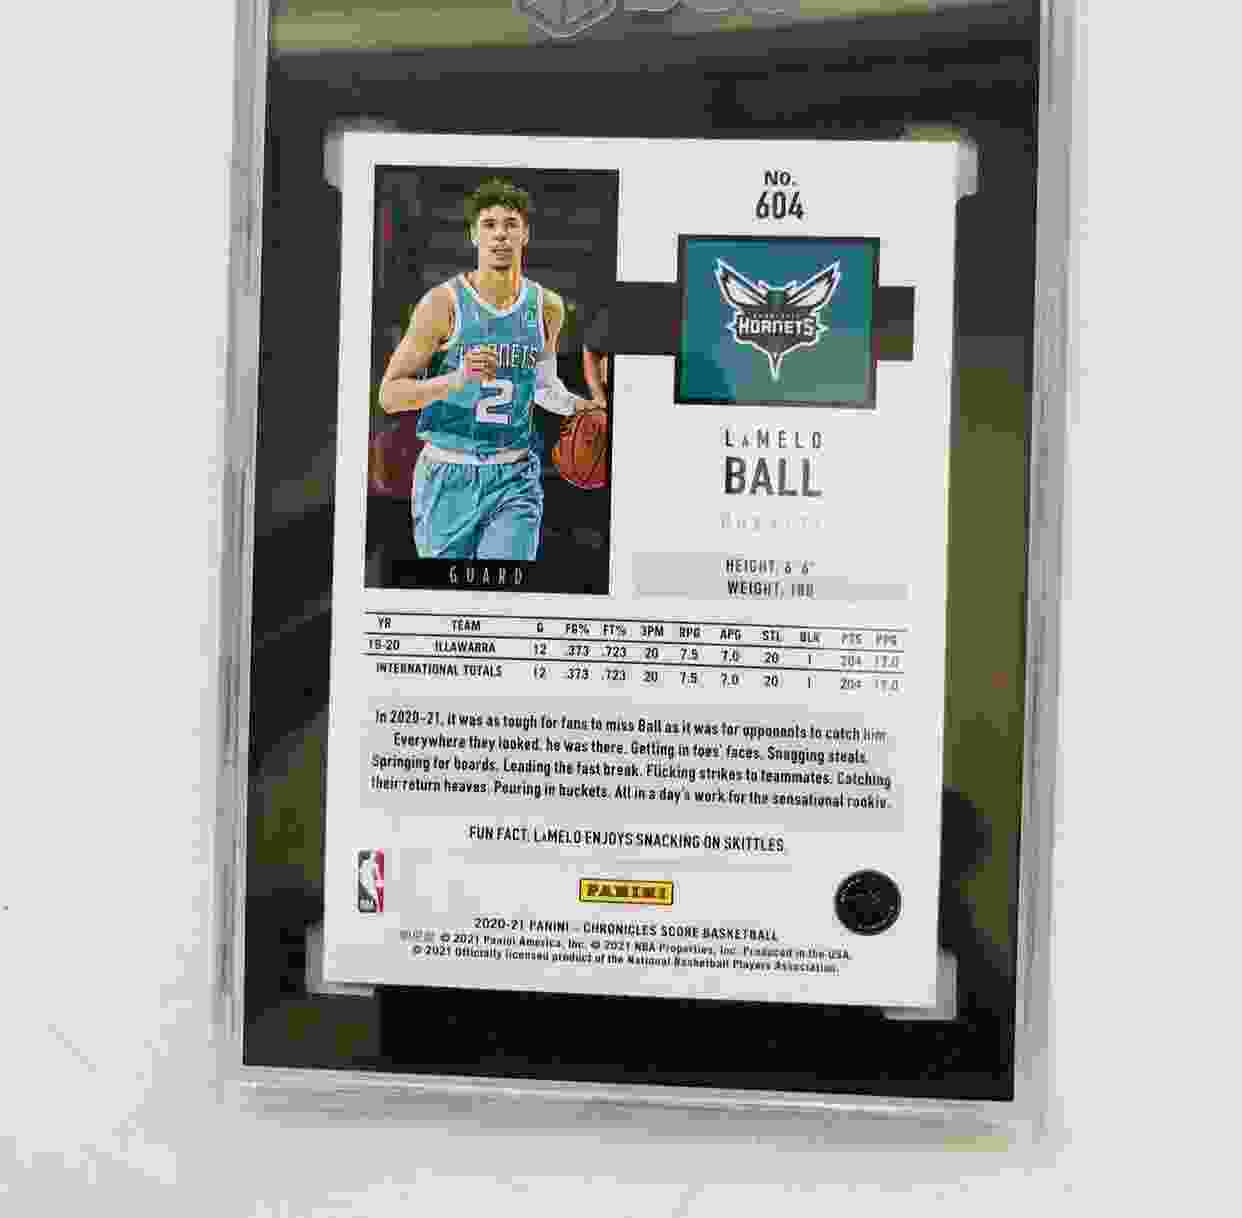 No.
604
HORNETS
HORNETS
2
LaMELO
BALL
HORNETS
GUARD
HEIGHT: 6'6"
WEIGHT: 180
YR TEAM G FG% FT% 3PM RPG APG STL BLK PTS PPG
19-20 ILLAWARRA 12 .373 .723 20 7.5 7.0 20 1 204 17.0
INTERNATIONAL TOTALS 12 .373 .723 20 7.5 7.0 20 1 204 17.0
In 2020-21, it was as tough for fans to miss Ball as it was for opponents to catch him.
Everywhere they looked, he was there. Getting in foes' faces. Snagging steals.
Springing for boards. Leading the fast break. Flicking strikes to teammates. Catching
their return heaves. Pouring in buckets. All in a day's work for the sensational rookie.
FUN FACT: LaMELO ENJOYS SNACKING ON SKITTLES.
PANINI
2020-21 PANINI - CHRONICLES SCORE BASKETBALL
© 2021 Panini America, Inc. © 2021 NBA Properties, Inc. Produced in the USA.
© 2021 Officially licensed product of the National Basketball Players Association.